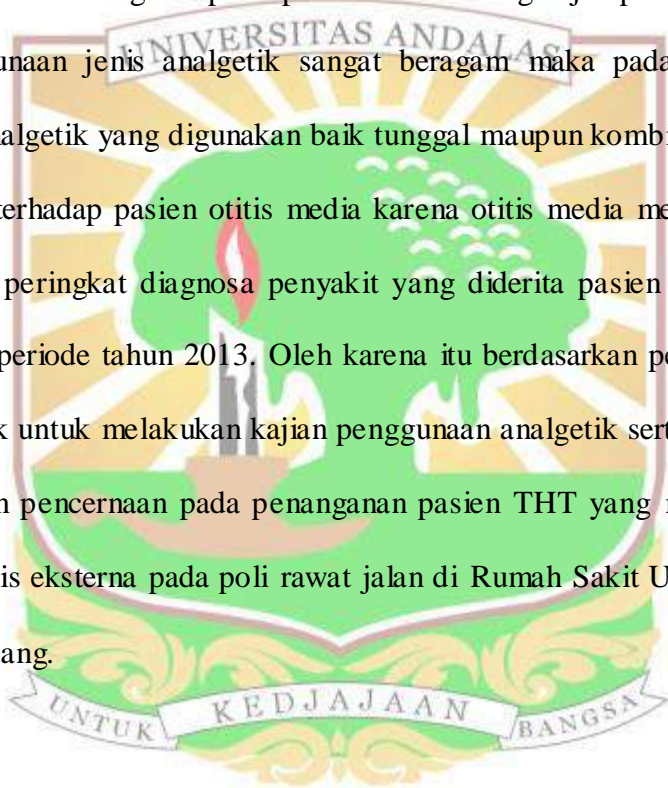 UNIVERSITAS ANDALAS
unaan jenis analgetik sangat beragam maka pada
nalgetik yang digunakan baik tunggal maupun kombi
terhadap pasien otitis media karena otitis media me
peringkat diagnosa penyakit yang diderita pasien
periode tahun 2013. Oleh karena itu berdasarkan pe
k untuk melakukan kajian penggunaan analgetik sert
n pencernaan pada penanganan pasien THT yang
is eksterna pada poli rawat jalan di Rumah Sakit U
ang.
UNTUK KEDJAJAAN BANGSA